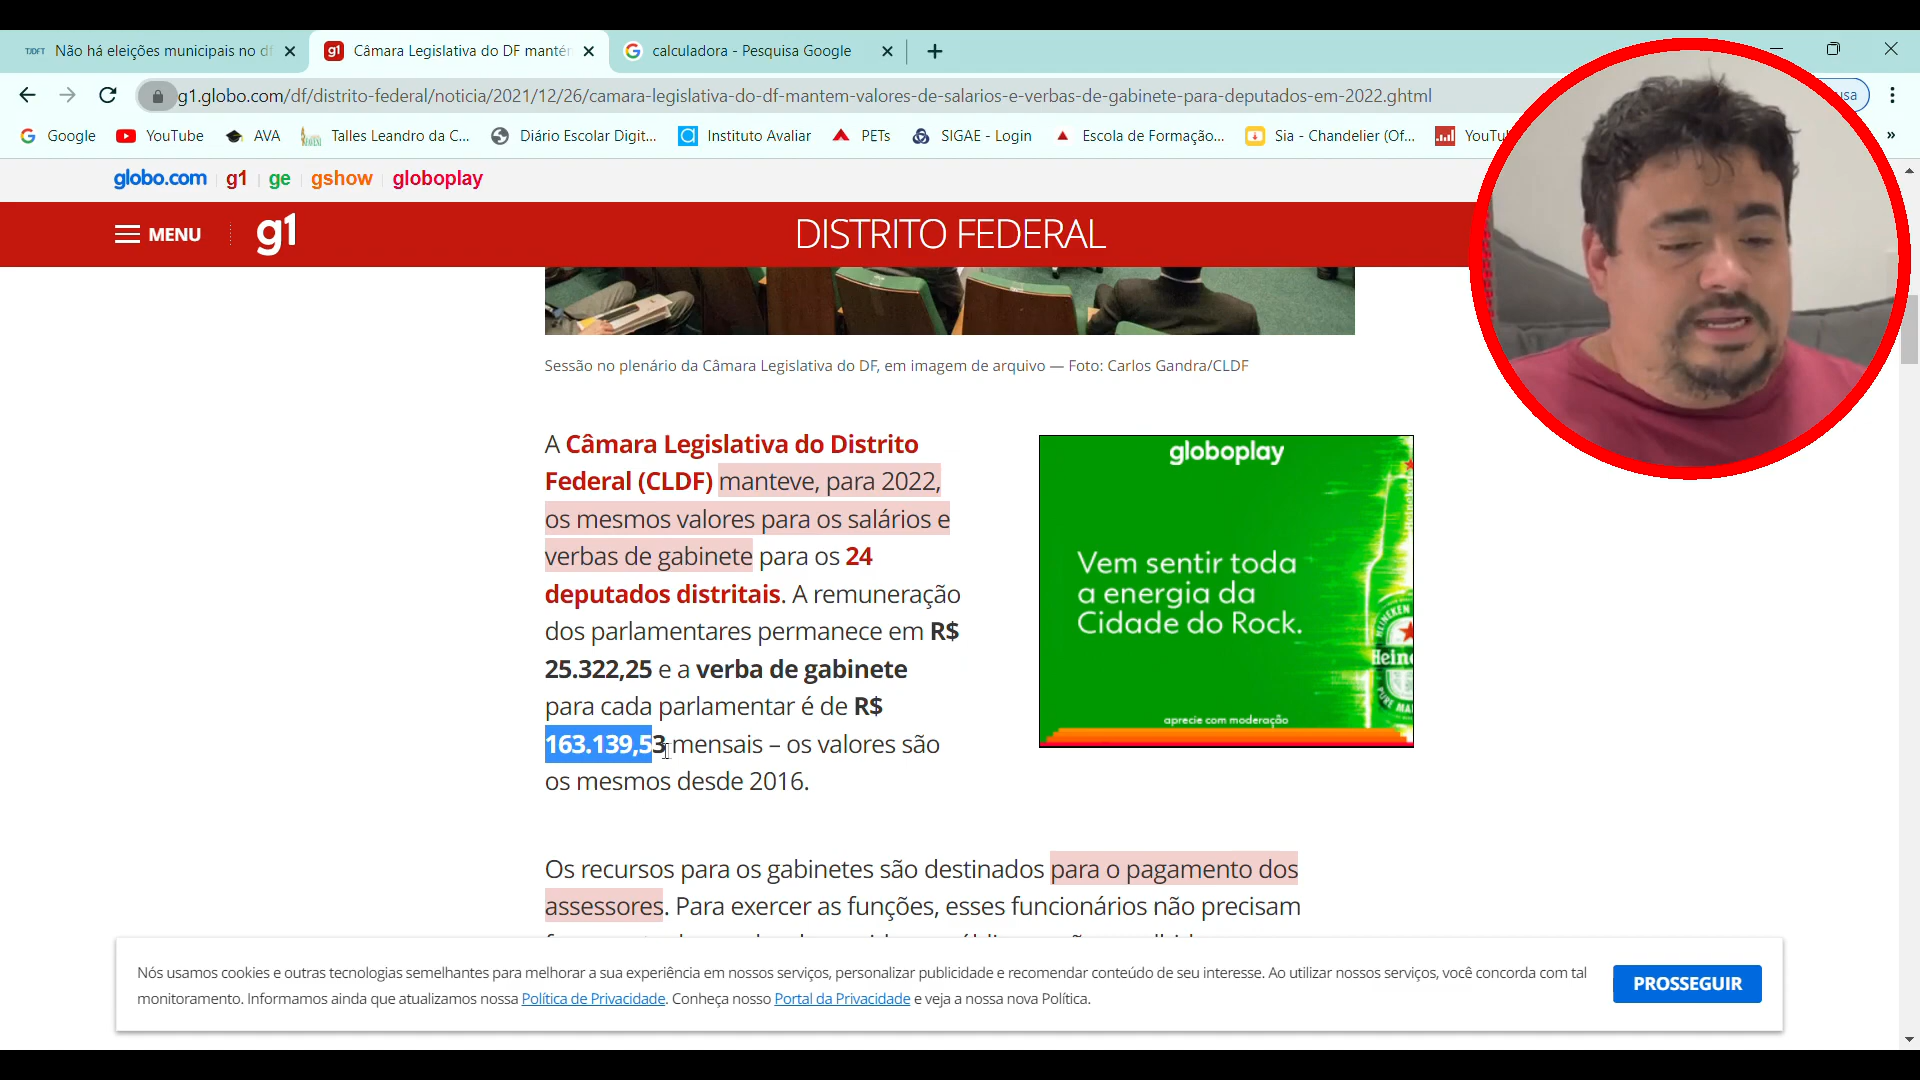 Não há eleições municipais no df
Câmara Legislativa do DF mantém
calculadora - Pesquisa Google
g1.globo.com/df/distrito-federal/noticia/2021/12/26/camara-legislativa-do-df-mantem-valores-de-salarios-e-verbas-de-gabinete-para-deputados-em-2022.ghtml
Google YouTube AVA Talles Leandro da C... Diário Escolar Digit... Instituto Avaliar PETs SIGAE - Login Escola de Formação... Sia - Chandelier (Of... YouTu
globo.com g1 ge gshow globoplay
MENU g1 DISTRITO FEDERAL
Sessão no plenário da Câmara Legislativa do DF, em imagem de arquivo — Foto: Carlos Gandra/CLDF
A Câmara Legislativa do Distrito
Federal (CLDF) manteve, para 2022,
os mesmos valores para os salários e
verbas de gabinete para os 24
deputados distritais. A remuneração
dos parlamentares permanece em R$
25.322,25 e a verba de gabinete
para cada parlamentar é de R$
163.139,53 mensais – os valores são
os mesmos desde 2016.
globoplay
Vem sentir toda
a energia da
Cidade do Rock.
aprecie com moderação
Os recursos para os gabinetes são destinados para o pagamento dos
assessores. Para exercer as funções, esses funcionários não precisam
Nós usamos cookies e outras tecnologias semelhantes para melhorar a sua experiência em nossos serviços, personalizar publicidade e recomendar conteúdo de seu interesse. Ao utilizar nossos serviços, você concorda com tal
monitoramento. Informamos ainda que atualizamos nossa Política de Privacidade. Conheça nosso Portal da Privacidade e veja a nossa nova Política.
PROSSEGUIR